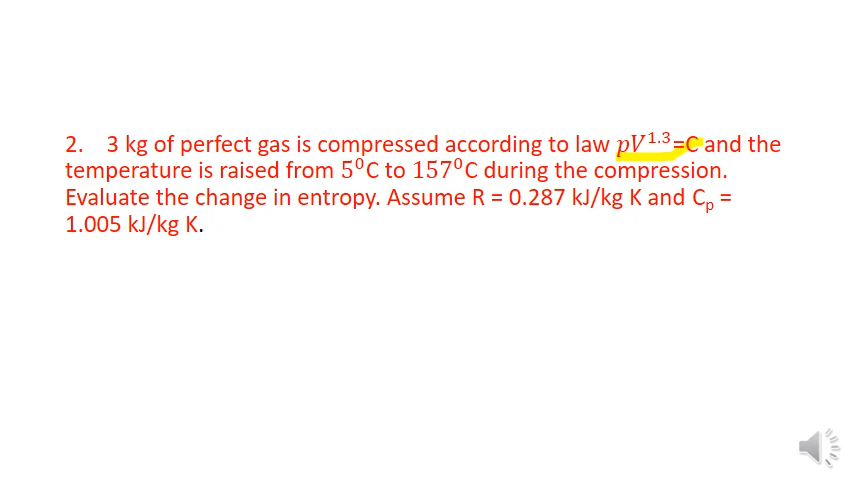 2. 3 kg of perfect gas is compressed according to law pV^1.3=C and the
temperature is raised from 5⁰C to 157⁰C during the compression.
Evaluate the change in entropy. Assume R = 0.287 kJ/kg K and Cₚ =
1.005 kJ/kg K.